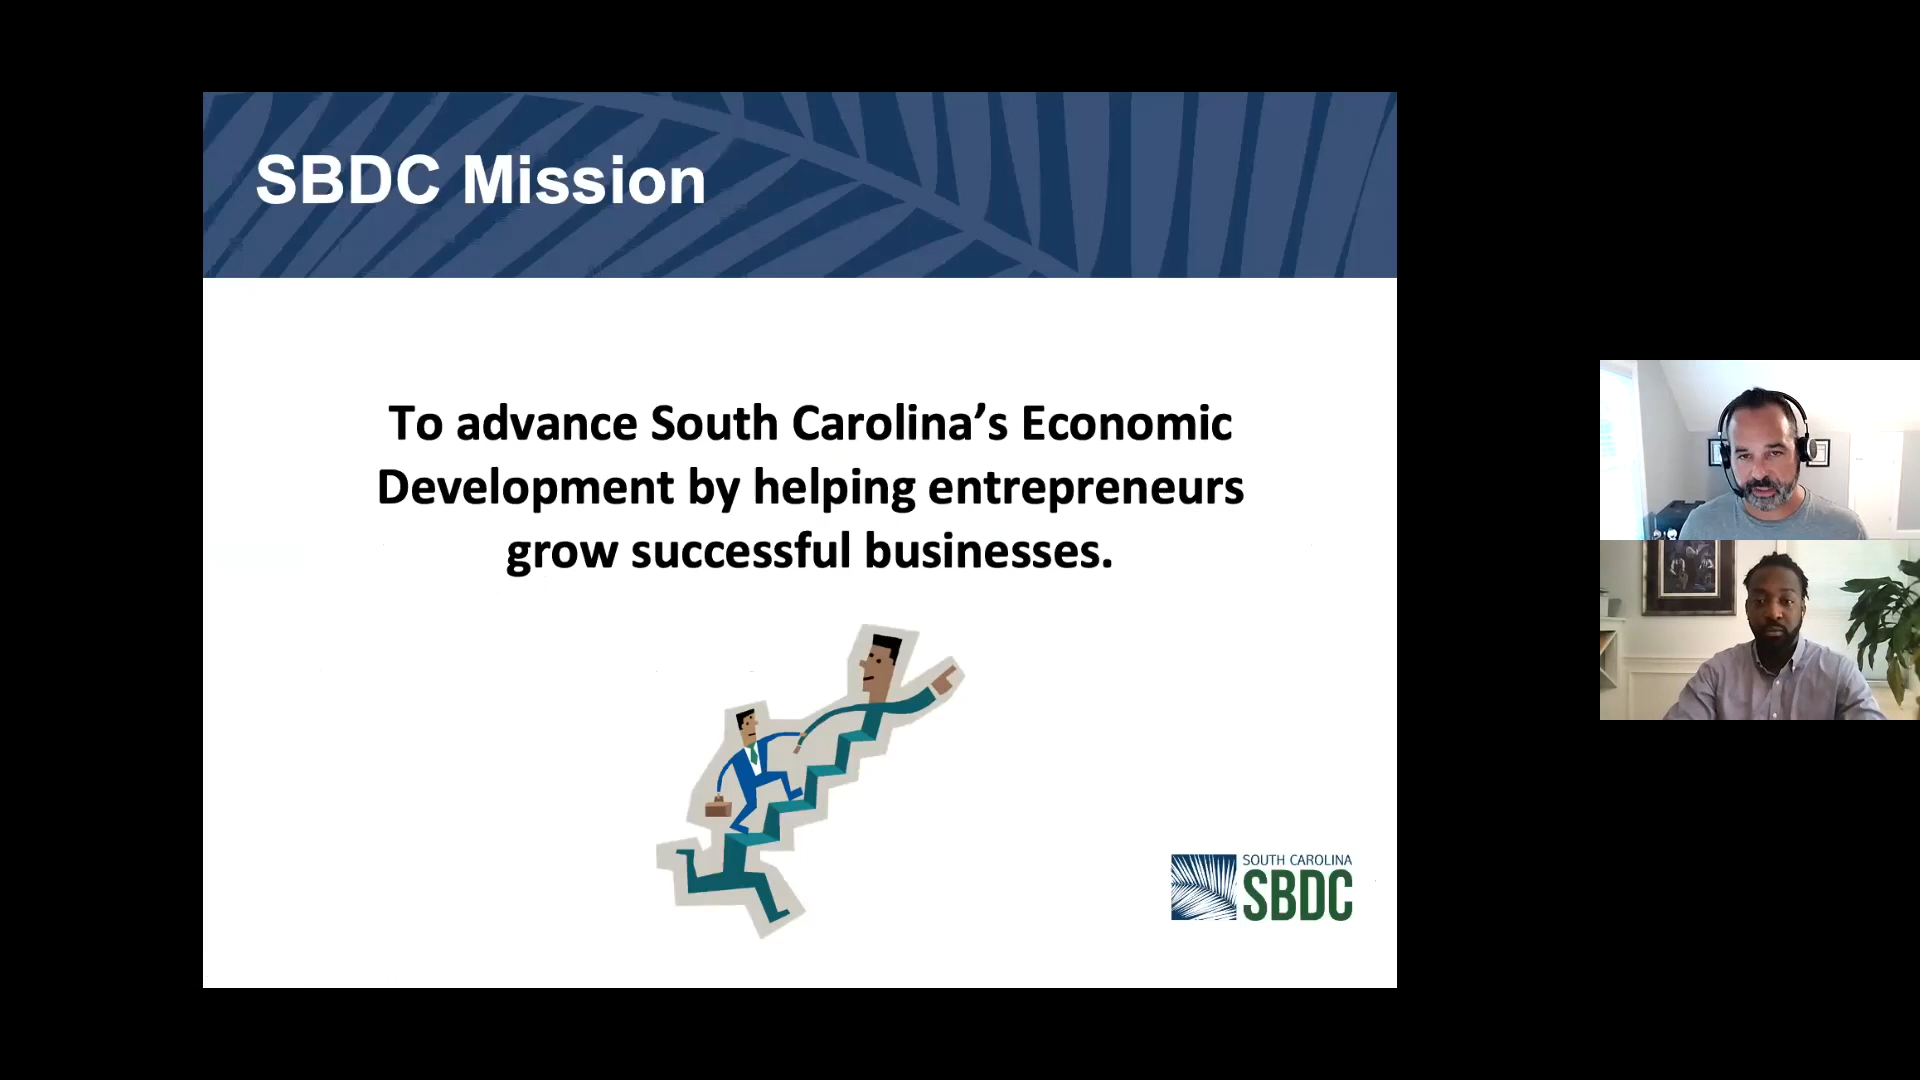 SBDC Mission
To advance South Carolina’s Economic
Development by helping entrepreneurs
grow successful businesses.
SOUTH CAROLINA
SBDC